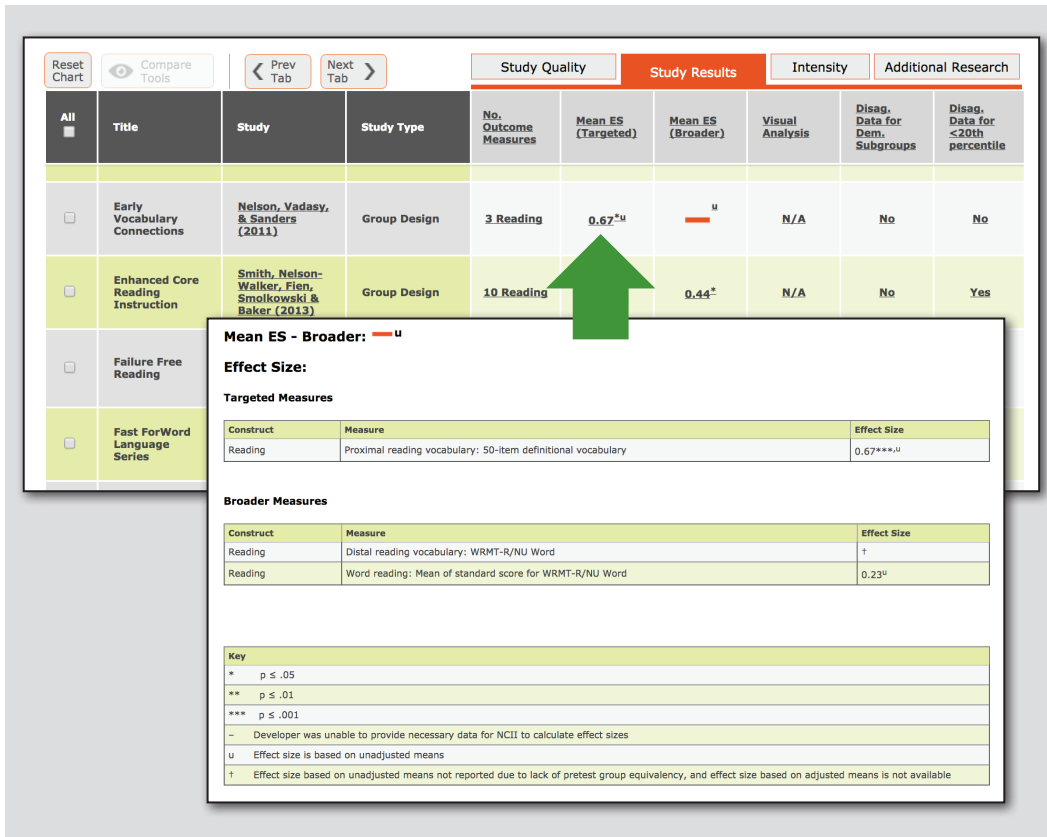 Reset Chart
Compare Tools
❮ Prev Tab
Next Tab ❯
Study Quality
Study Results
Intensity
Additional Research
All
Title
Study
Study Type
No. Outcome Measures
Mean ES (Targeted)
Mean ES (Broader)
Visual Analysis
Disag. Data for Dem. Subgroups
Disag. Data for <20th percentile
Early Vocabulary Connections
Nelson, Vadasy, & Sanders (2011)
Group Design
3 Reading
0.67*u
— u
N/A
No
No
Enhanced Core Reading Instruction
Smith, Nelson-Walker, Fien, Smolkowski & Baker (2013)
Group Design
10 Reading
0.44*
N/A
No
Yes
Failure Free Reading
Fast ForWord Language Series
Mean ES - Broader: — u
Effect Size:
Targeted Measures
Construct Measure Effect Size
Reading Proximal reading vocabulary: 50-item definitional vocabulary 0.67***,u
Broader Measures
Construct Measure Effect Size
Reading Distal reading vocabulary: WRMT-R/NU Word †
Reading Word reading: Mean of standard score for WRMT-R/NU Word 0.23u
Key
* p ≤ .05
** p ≤ .01
*** p ≤ .001
– Developer was unable to provide necessary data for NCII to calculate effect sizes
u Effect size is based on unadjusted means
† Effect size based on unadjusted means not reported due to lack of pretest group equivalency, and effect size based on adjusted means is not available